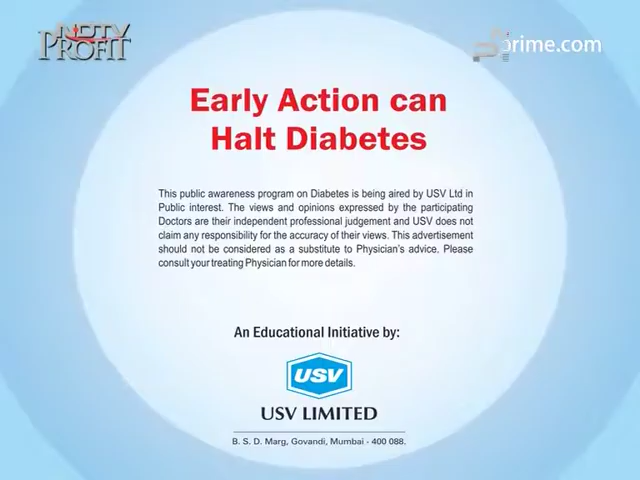 NDTV
PROFIT
prime.com
Early Action can
Halt Diabetes
This public awareness program on Diabetes is being aired by USV Ltd in
Public interest. The views and opinions expressed by the participating
Doctors are their independent professional judgement and USV does not
claim any responsibility for the accuracy of their views. This advertisement
should not be considered as a substitute to Physician's advice. Please
consult your treating Physician for more details.
An Educational Initiative by:
USV
USV LIMITED
B. S. D. Marg, Govandi, Mumbai - 400 088.